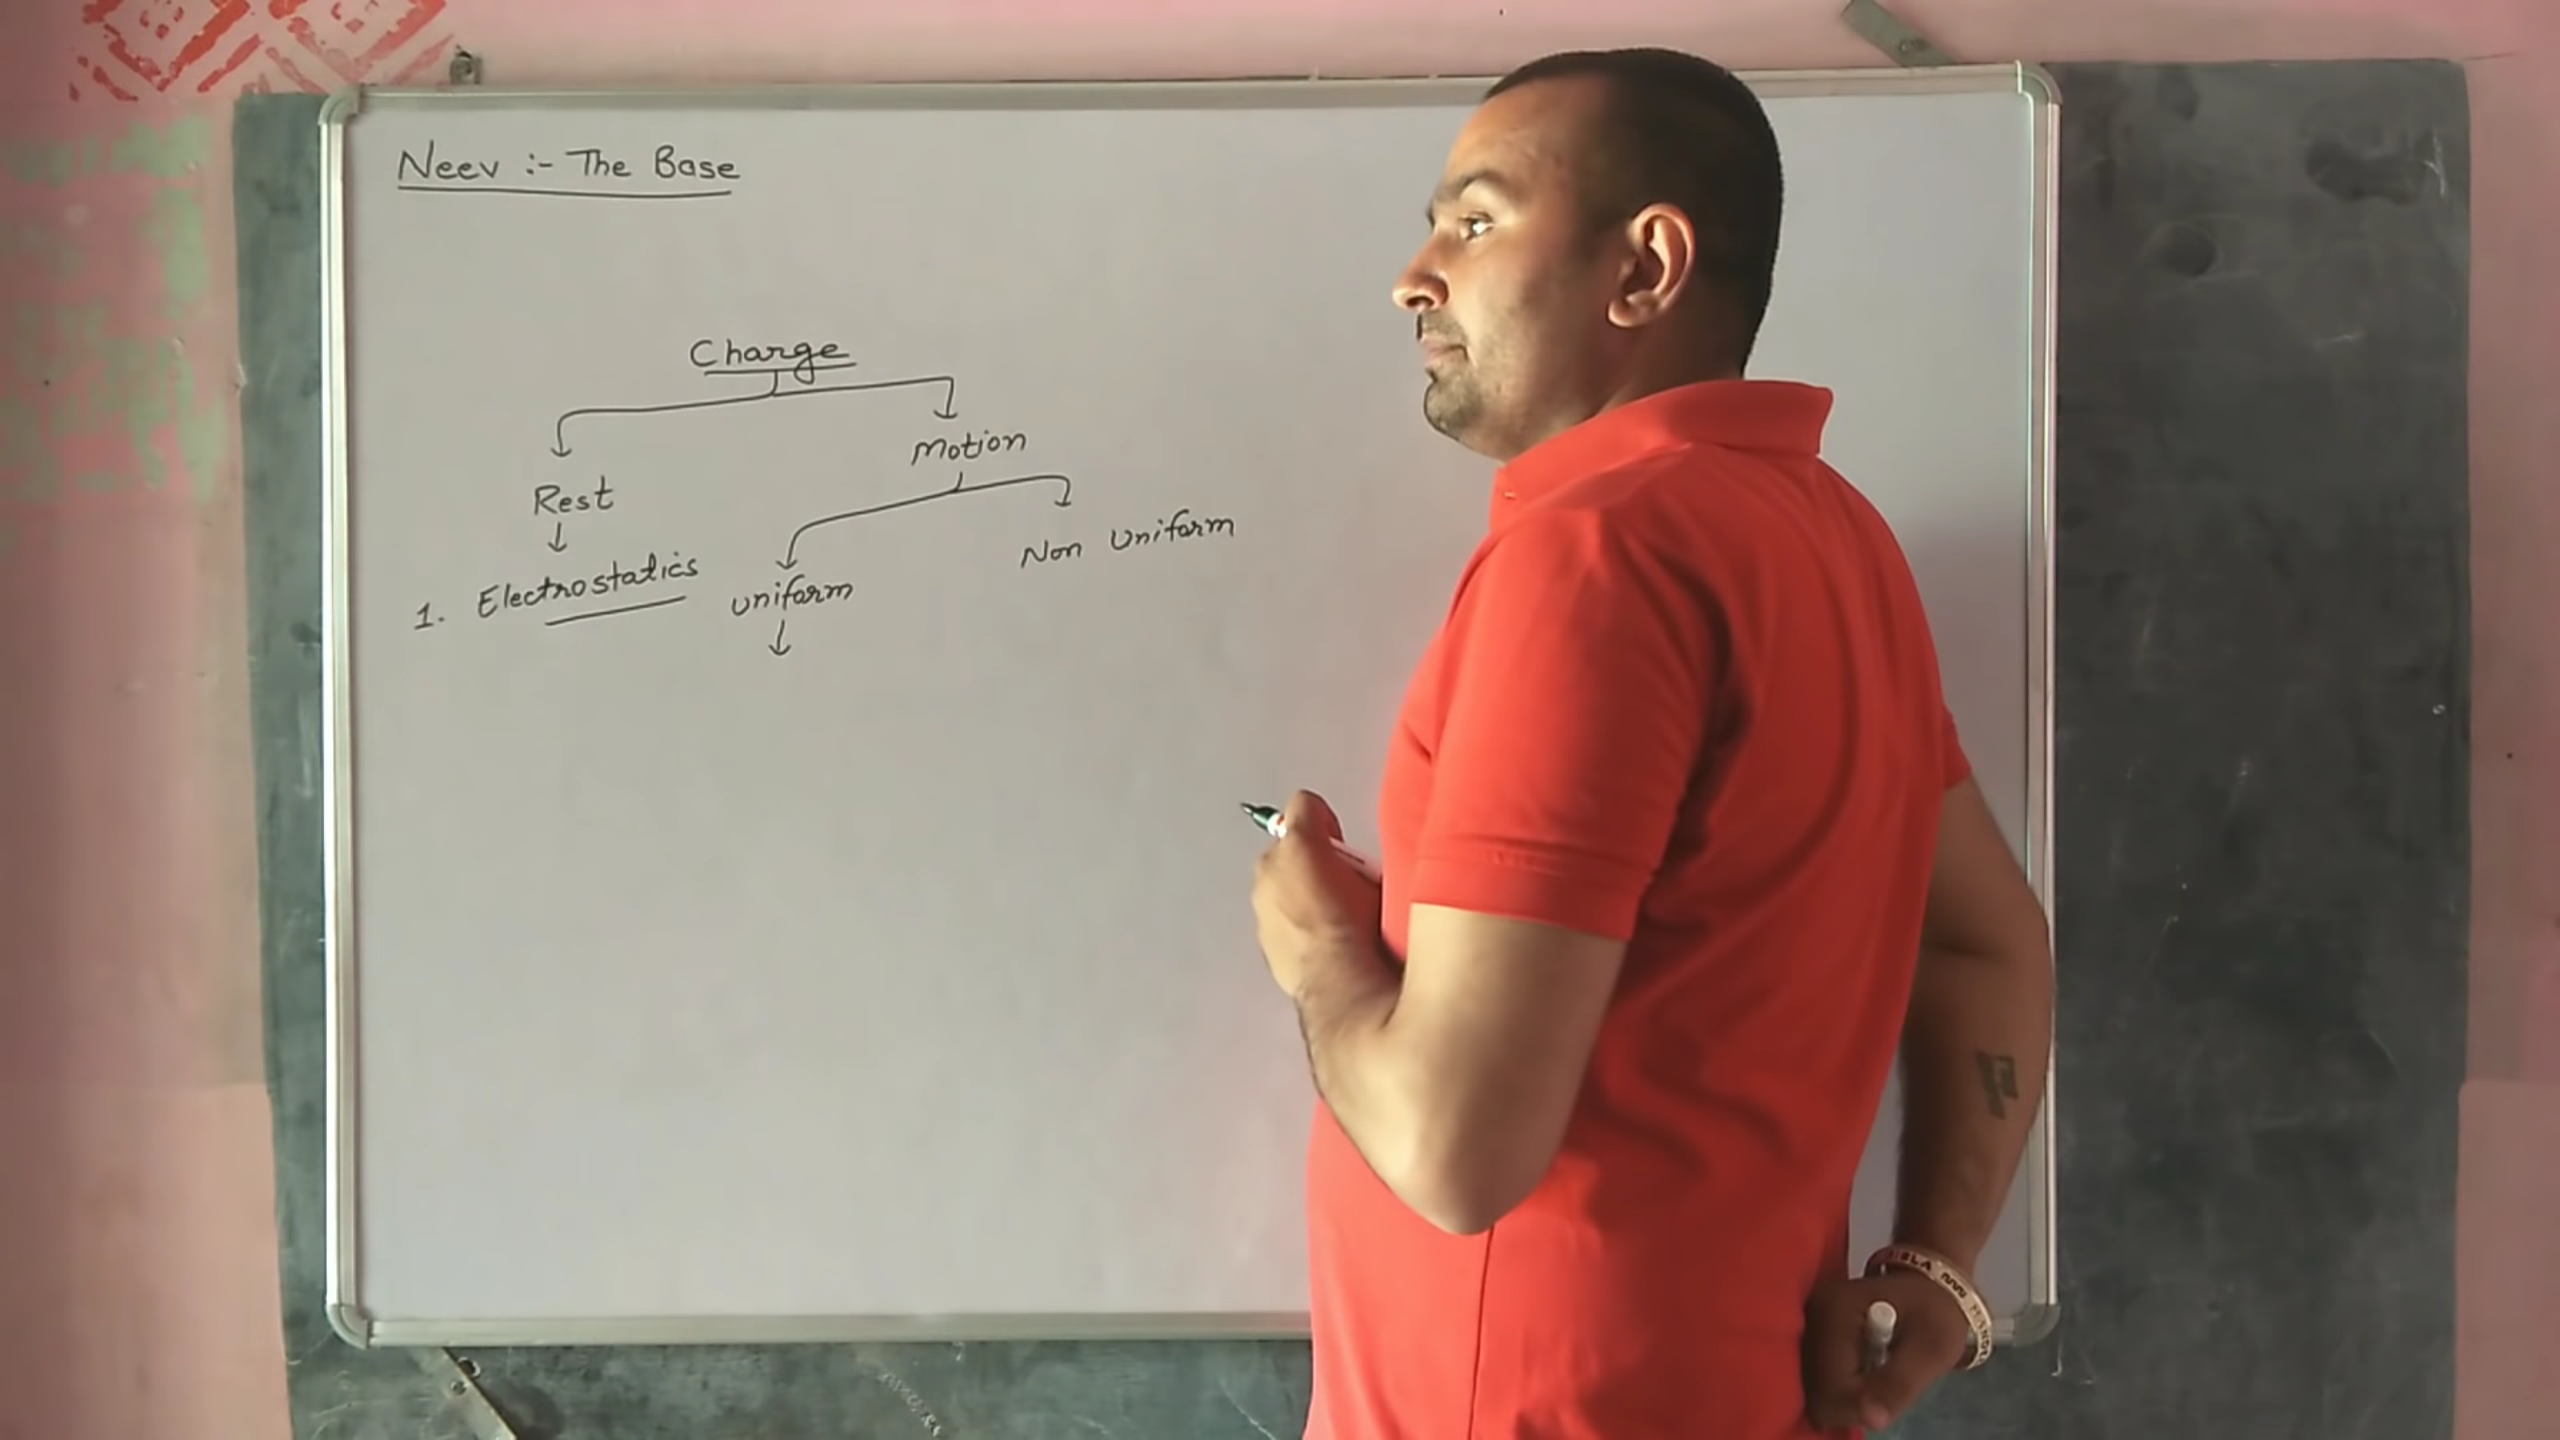 Neev :- The Base
Charge
Rest
Motion
1. Electrostatics
Uniform
Non Uniform